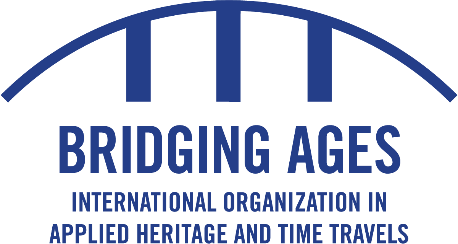 BRIDGING AGES
INTERNATIONAL ORGANIZATION IN
APPLIED HERITAGE AND TIME TRAVELS